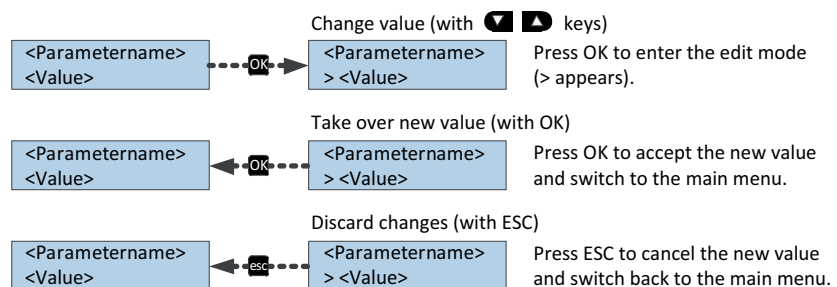 Change value (with ▼ ▲ keys)
<Parametername> OK <Parametername> Press OK to enter the edit mode
<Value> > <Value> (> appears).
Take over new value (with OK)
<Parametername> OK <Parametername> Press OK to accept the new value
<Value> > <Value> and switch to the main menu.
Discard changes (with ESC)
<Parametername> esc <Parametername> Press ESC to cancel the new value
<Value> > <Value> and switch back to the main menu.